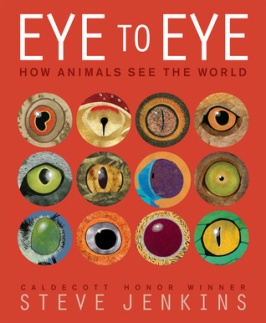 EYE TO EYE
HOW ANIMALS SEE THE WORLD
CALDECOTT HONOR WINNER
STEVE JENKINS